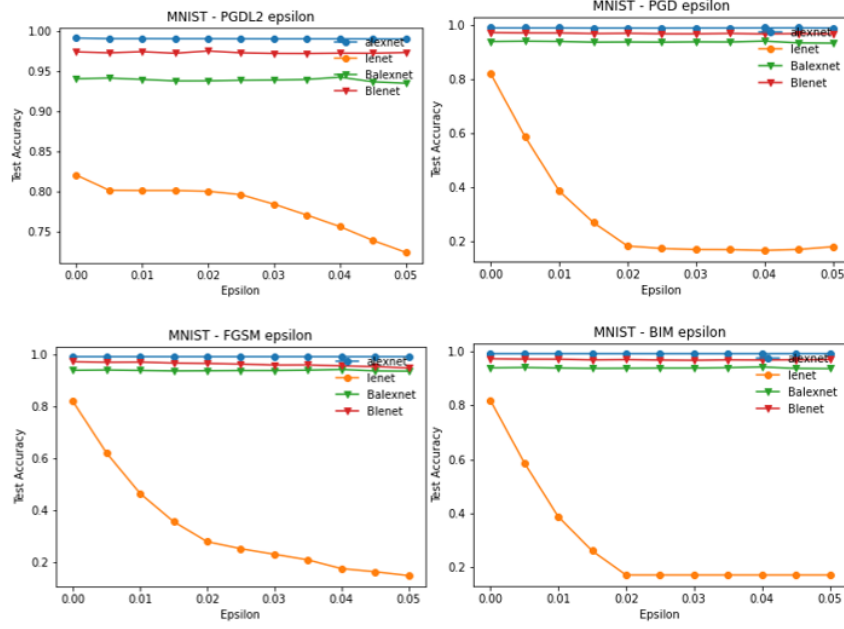 MNIST - PGDL2 epsilon
1.00
0.95
0.90
0.85
0.80
0.75
Test Accuracy
0.00 0.01 0.02 0.03 0.04 0.05
Epsilon
alexnet
lenet
Balexnet
Blenet
MNIST - PGD epsilon
1.0
0.8
0.6
0.4
0.2
Test Accuracy
0.00 0.01 0.02 0.03 0.04 0.05
Epsilon
alexnet
lenet
Balexnet
Blenet
MNIST - FGSM epsilon
1.0
0.8
0.6
0.4
0.2
Test Accuracy
0.00 0.01 0.02 0.03 0.04 0.05
Epsilon
alexnet
lenet
Balexnet
Blenet
MNIST - BIM epsilon
1.0
0.8
0.6
0.4
0.2
Test Accuracy
0.00 0.01 0.02 0.03 0.04 0.05
Epsilon
alexnet
lenet
Balexnet
Blenet